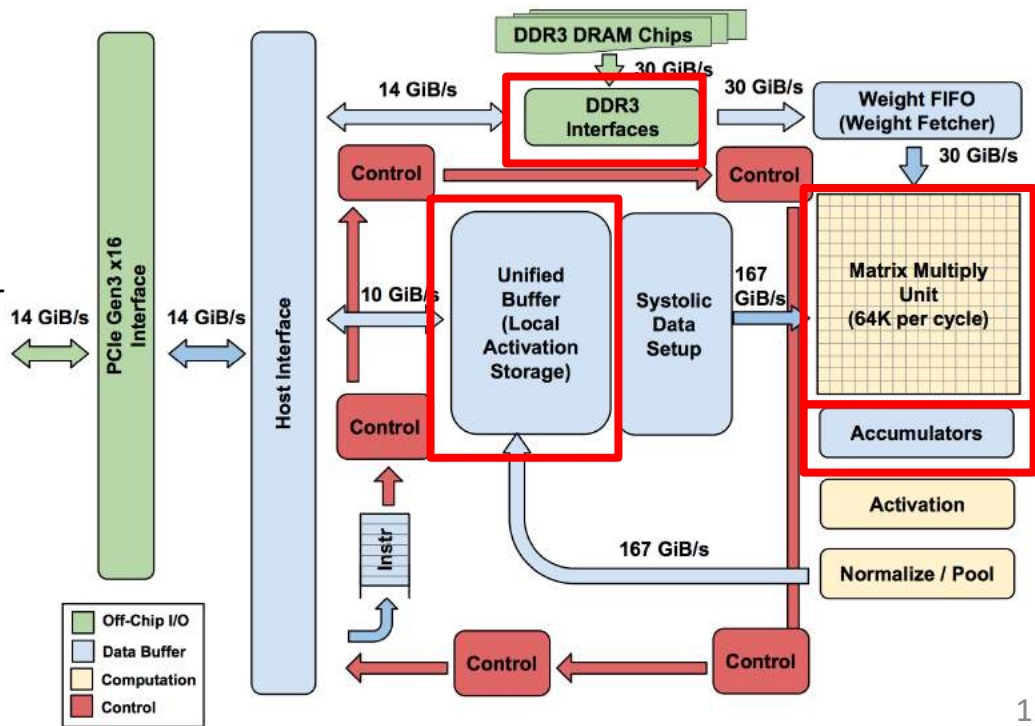 DDR3 DRAM Chips
30 GiB/s
14 GiB/s
DDR3
Interfaces
30 GiB/s
Weight FIFO
(Weight Fetcher)
30 GiB/s
Control
Control
PCIe Gen3 x16
Interface
Host Interface
14 GiB/s
14 GiB/s
10 GiB/s
Unified
Buffer
(Local
Activation
Storage)
Systolic
Data
Setup
167
GiB/s
Matrix Multiply
Unit
(64K per cycle)
Control
Accumulators
Activation
Instr
167 GiB/s
Normalize / Pool
Off-Chip I/O
Data Buffer
Computation
Control
Control
Control
1